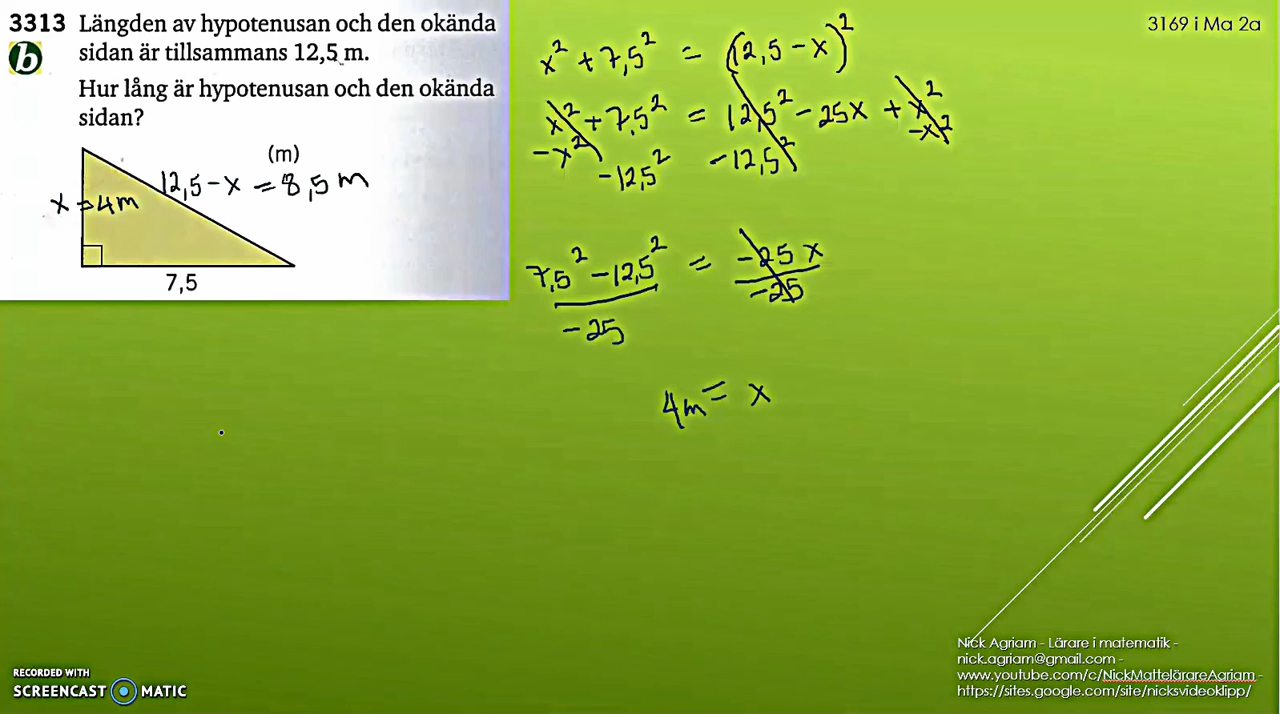 3313 Längden av hypotenusan och den okända
b sidan är tillsammans 12,5 m.
Hur lång är hypotenusan och den okända
sidan?
(m)
12,5 - x = 8,5 m
x = 4m
7,5
x² + 7,5² = (12,5 - x)²
x² + 7,5² = 12,5² - 25x + x²
-x² -12,5² -12,5² -x²
7,5² - 12,5² = -25x
-25 -25
4m = x
3169 i Ma 2a
Nick Agriam - Lärare i matematik -
nick.agriam@gmail.com -
www.youtube.com/c/NickMattelärareAgriam -
https://sites.google.com/site/nicksvideoklipp/
RECORDED WITH
SCREENCAST MATIC